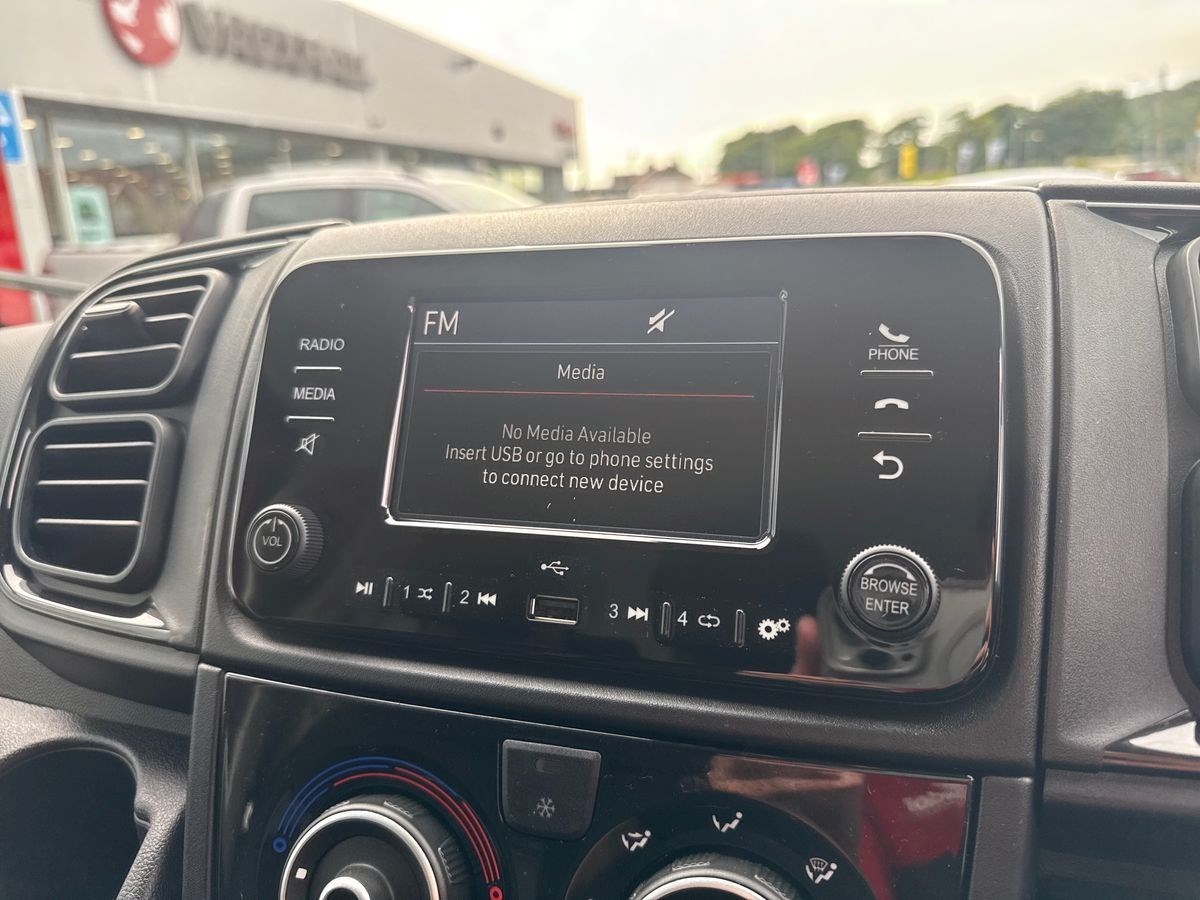 VAUXHALL
FM
Media
No Media Available
Insert USB or go to phone settings
to connect new device
RADIO
MEDIA
VOL
PHONE
1
2
3
4
BROWSE
ENTER